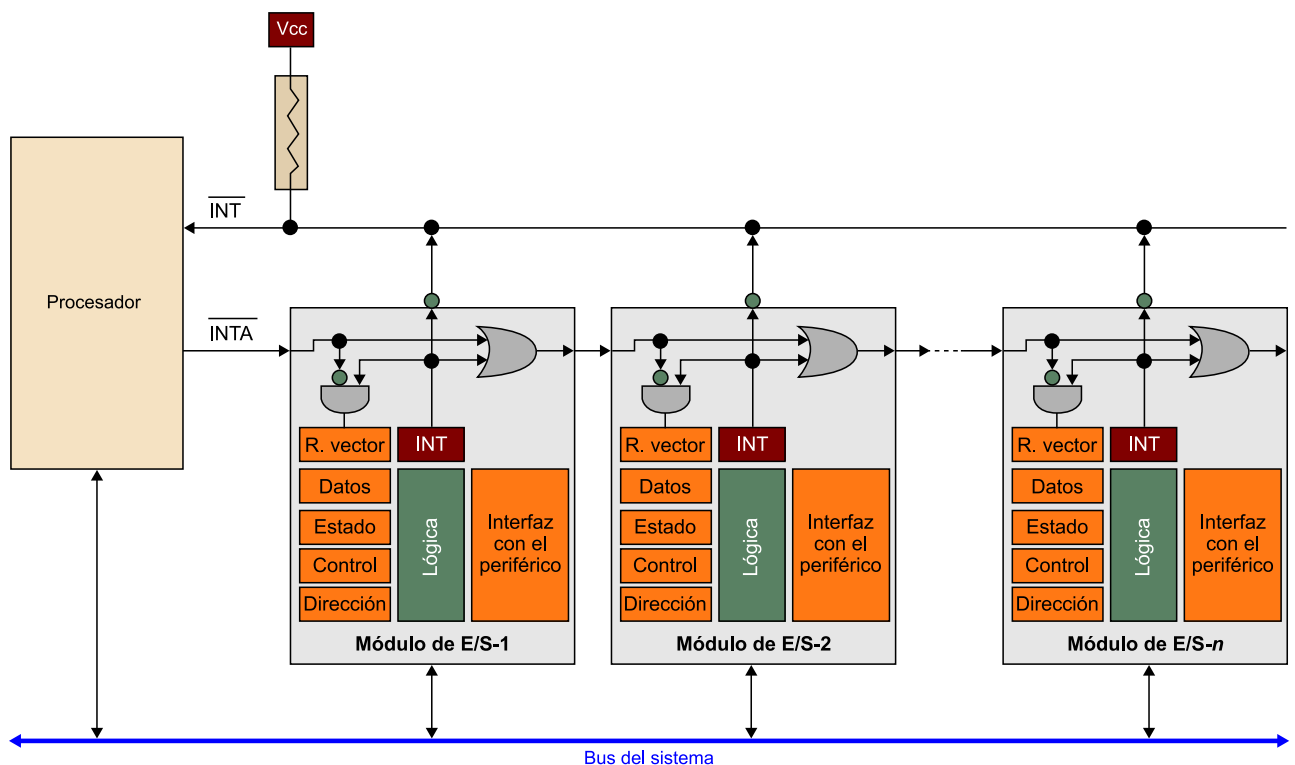 Vcc
INT
Procesador
INTA
R. vector
INT
Datos
Estado
Control
Dirección
Lógica
Interfaz
con el
periférico
Módulo de E/S-1
R. vector
INT
Datos
Estado
Control
Dirección
Lógica
Interfaz
con el
periférico
Módulo de E/S-2
R. vector
INT
Datos
Estado
Control
Dirección
Lógica
Interfaz
con el
periférico
Módulo de E/S-n
Bus del sistema